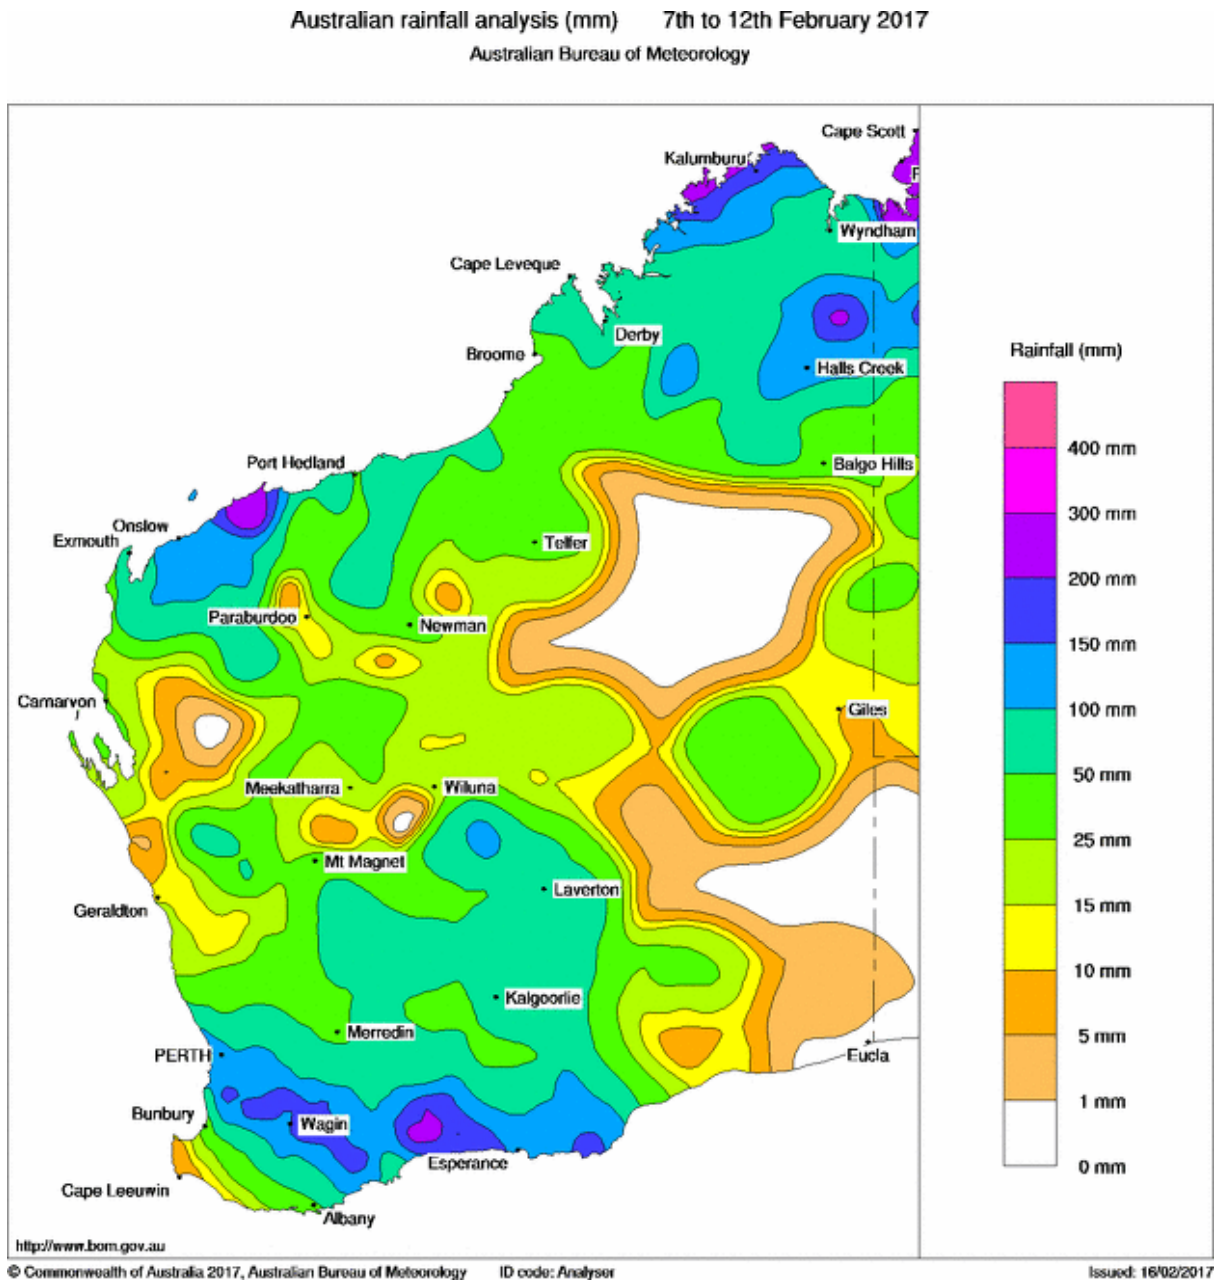 Australian rainfall analysis (mm) 7th to 12th February 2017
Australian Bureau of Meteorology
Cape Scott
Kalumburu
Wyndham
Cape Leveque
Derby
Broome
Halls Creek
Rainfall (mm)
400 mm
300 mm
200 mm
150 mm
100 mm
50 mm
25 mm
15 mm
10 mm
5 mm
1 mm
0 mm
Balgo Hills
Port Hedland
Onslow
Exmouth
Telfer
Paraburdoo
Newman
Carnarvon
Giles
Meekatharra
Wiluna
Mt Magnet
Laverton
Geraldton
Kalgoorlie
Merredin
PERTH
Eucla
Bunbury
Wagin
Esperance
Cape Leeuwin
Albany
http://www.bom.gov.au
© Commonwealth of Australia 2017, Australian Bureau of Meteorology ID code: Analyser Issued: 16/02/2017